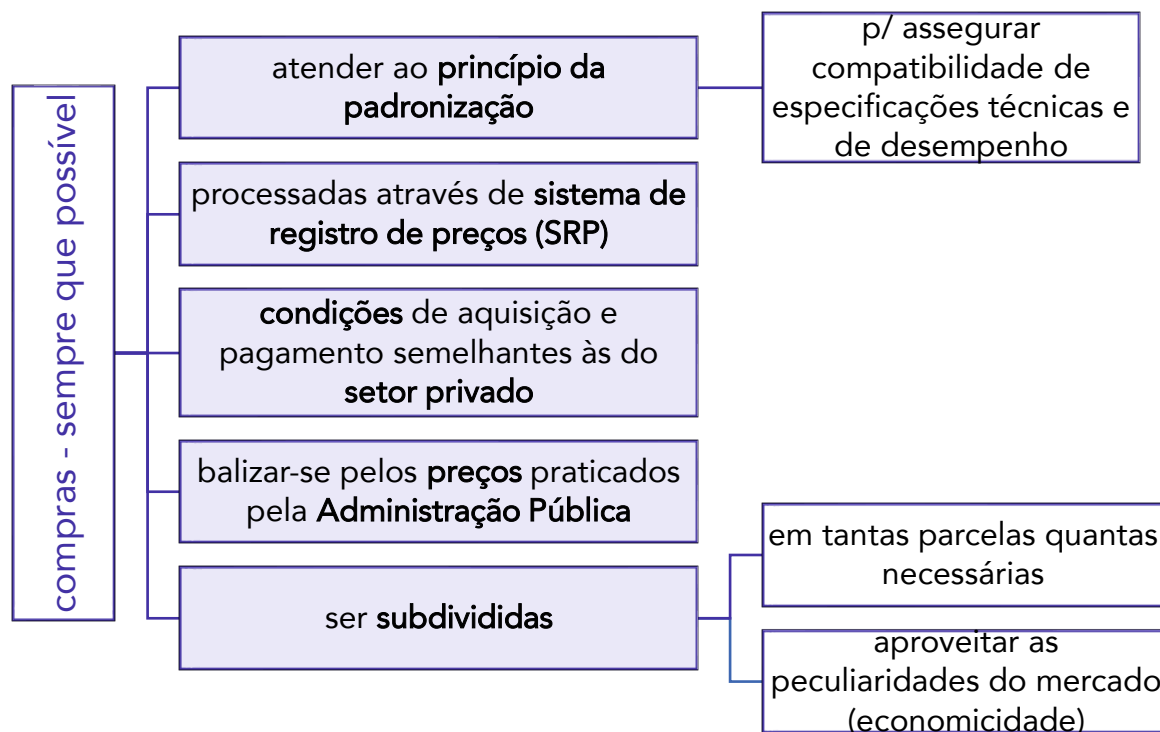 compras - sempre que possível
atender ao princípio da
padronização
p/ assegurar
compatibilidade de
especificações técnicas e
de desempenho
processadas através de sistema de
registro de preços (SRP)
condições de aquisição e
pagamento semelhantes às do
setor privado
balizar-se pelos preços praticados
pela Administração Pública
ser subdivididas
em tantas parcelas quantas
necessárias
aproveitar as
peculiaridades do mercado
(economicidade)